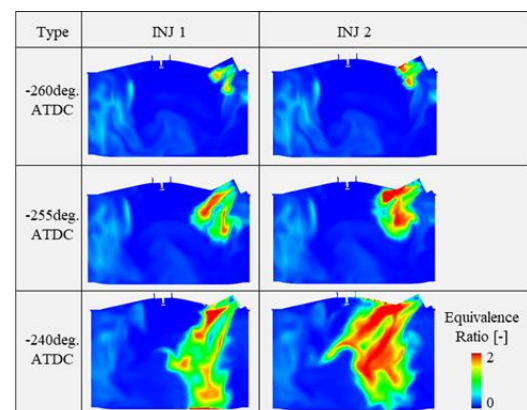 Type INJ 1 INJ 2
-260deg.
ATDC
-255deg.
ATDC
-240deg.
ATDC
Equivalence
Ratio [-]
2
0